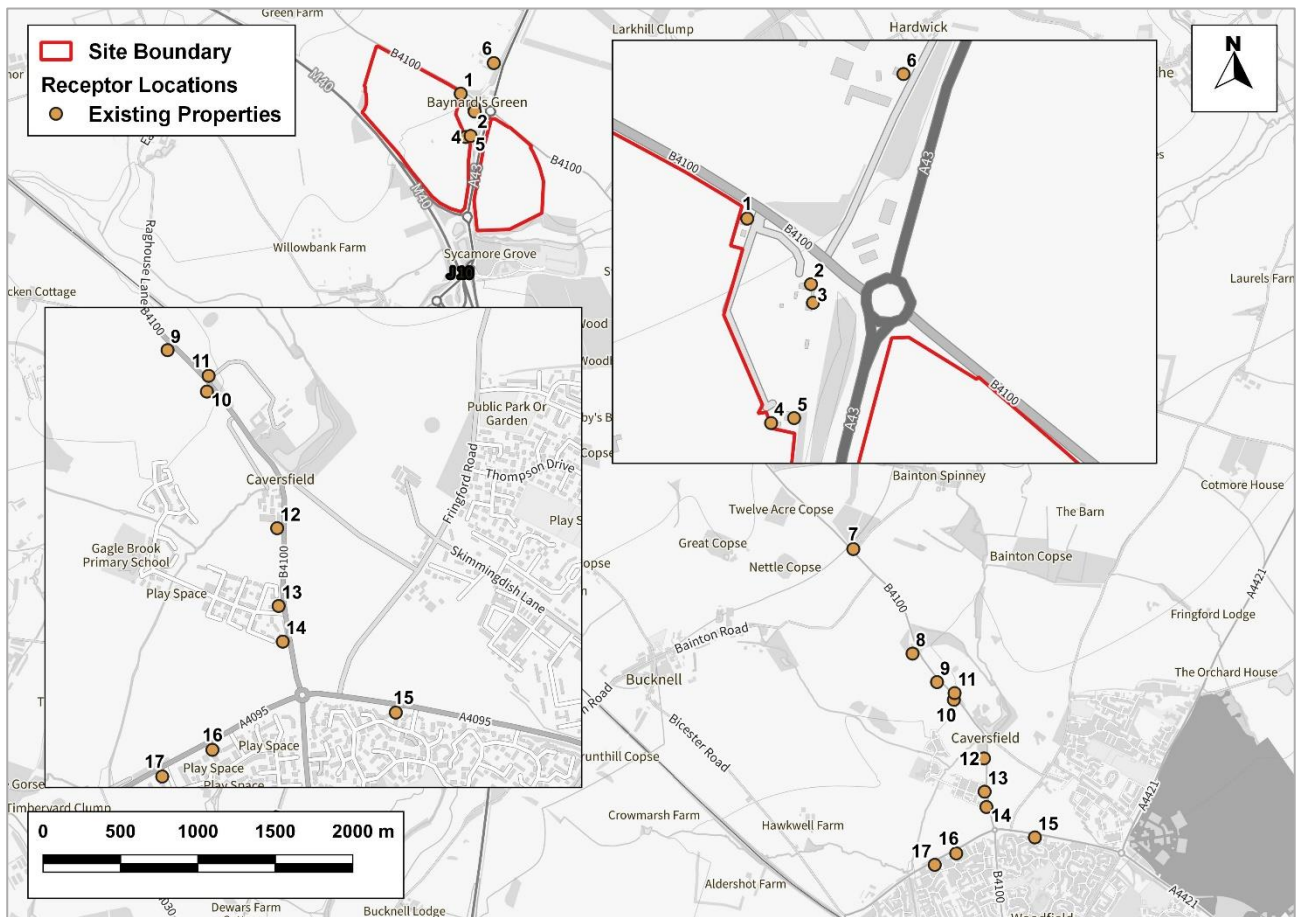 Green Farm
Larkhill Clump
Hardwick
N
Site Boundary
Receptor Locations
Existing Properties
M40
B4100
6
1
Baynard's Green
2
4
5
A43
B4100
M40
Willowbank Farm
Sycamore Grove
Raghouse Lane
cken Cottage
B4100
6
B4100
A43
1
B4100
2
3
4
5
A43
B4100
Laurels Farm
9
11
10
Public Park Or
Garden
Thompson Drive
Fringford Road
Caversfield
12
Gagle Brook
Primary School
B4100
Skimmingdish Lane
Play Space
13
14
15
A4095
A4095
16
Play Space
17
Play Space
Play Space
Bainton Spinney
Cotmore House
Twelve Acre Copse
The Barn
7
Great Copse
Bainton Copse
Nettle Copse
A4421
B4100
Fringford Lodge
Bainton Road
8
The Orchard House
Bucknell
9
11
10
Bicester Road
Caversfield
12
13
Crowmarsh Farm
14
Hawkwell Farm
15
A4421
16
17
Aldershot Farm
B4100
A4421
Timberyard Clump
0 500 1000 1500 2000 m
Dewars Farm
Bucknell Lodge
Woodfield